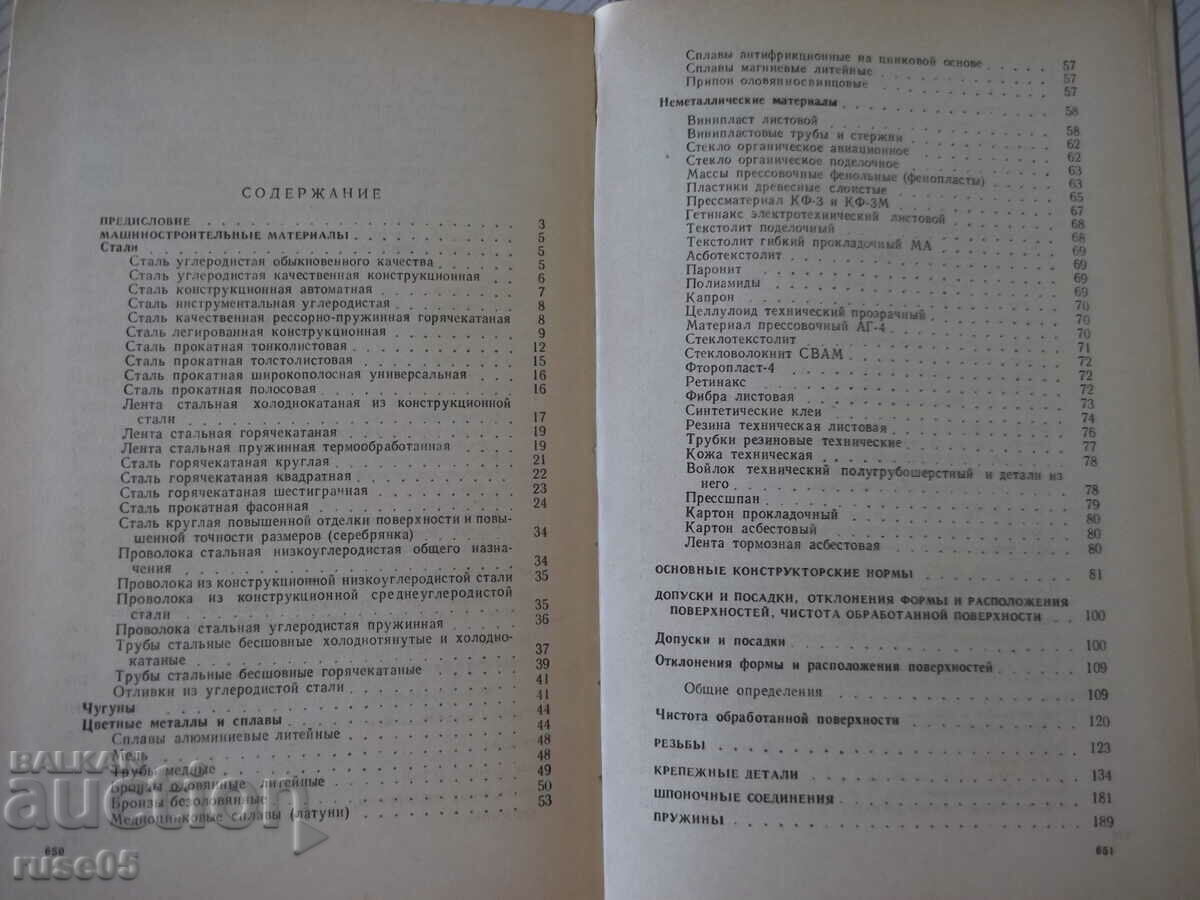 СОДЕРЖАНИЕ
ПРЕДИСЛОВИЕ . . . 3
МАШИНОСТРОИТЕЛЬНЫЕ МАТЕРИАЛЫ . . . 5
Стали . . . 5
Сталь углеродистая обыкновенного качества . . . 5
Сталь углеродистая качественная конструкционная . . . 6
Сталь конструкционная автоматная . . . 7
Сталь инструментальная углеродистая . . . 8
Сталь качественная рессорно-пружинная горячекатаная 8
Сталь легированная конструкционная . . . 9
Сталь прокатная тонколистовая . . . 12
Сталь прокатная толстолистовая . . . 15
Сталь прокатная широкополосная универсальная . . . 16
Сталь прокатная полосовая . . . 16
Лента стальная холоднокатаная из конструкционной
стали . . . 17
Лента стальная горячекатаная . . . 19
Лента стальная пружинная термообработанная . . . 19
Сталь горячекатаная круглая . . . 21
Сталь горячекатаная квадратная . . . 22
Сталь горячекатаная шестигранная . . . 23
Сталь прокатная фасонная . . . 24
Сталь круглая повышенной отделки поверхности и повы-
шенной точности размеров (серебрянка) . . . 34
Проволока стальная низкоуглеродистая общего назна-
чения . . . 34
Проволока из конструкционной низкоуглеродистой стали 35
Проволока из конструкционной среднеуглеродистой
стали . . . 35
Проволока стальная углеродистая пружинная . . . 36
Трубы стальные бесшовные холоднотянутые и холодно-
катаные . . . 37
Трубы стальные бесшовные горячекатаные . . . 39
Отливки из углеродистой стали . . . 41
Чугуны . . . 41
Цветные металлы и сплавы . . . 44
Сплавы алюминиевые литейные . . . 44
Медь . . . 48
Трубы медные . . . 48
Бронзы оловянные литейные . . . 49
Бронзы безоловянные . . . 50
Медноцинковые сплавы (латуни) . . . 53
650
Сплавы антифрикционные на цинковой основе . . . 57
Сплавы магниевые литейные . . . 57
Припои оловянносвинцовые . . . 57
Неметаллические материалы . . . 58
Винипласт листовой . . . 58
Винипластовые трубы и стержни . . . 62
Стекло органическое авиационное . . . 62
Стекло органическое поделочное . . . 63
Массы прессовочные фенольные (фенопласты) . . . 63
Пластики древесные слоистые . . . 65
Прессматериал КФ-3 и КФ-3М . . . 67
Гетинакс электротехнический листовой . . . 68
Текстолит поделочный . . . 68
Текстолит гибкий прокладочный МА . . . 69
Асботекстолит . . . 69
Паронит . . . 69
Полиамиды . . . 69
Капрон . . . 70
Целлулоид технический прозрачный . . . 70
Материал прессовочный АГ-4 . . . 70
Стеклотекстолит . . . 71
Стекловолокнит СВАМ . . . 72
Фторопласт-4 . . . 72
Ретинакс . . . 72
Фибра листовая . . . 73
Синтетические клеи . . . 74
Резина техническая листовая . . . 76
Трубки резиновые технические . . . 77
Кожа техническая . . . 78
Войлок технический полугрубошерстный и детали из
него . . . 78
Прессшпан . . . 79
Картон прокладочный . . . 80
Картон асбестовый . . . 80
Лента тормозная асбестовая . . . 80
ОСНОВНЫЕ КОНСТРУКТОРСКИЕ НОРМЫ . . . 81
ДОПУСКИ И ПОСАДКИ, ОТКЛОНЕНИЯ ФОРМЫ И РАСПОЛОЖЕНИЯ
ПОВЕРХНОСТЕЙ, ЧИСТОТА ОБРАБОТАННОЙ ПОВЕРХНОСТИ . . 100
Допуски и посадки . . . 100
Отклонения формы и расположения поверхностей . . . 109
Общие определения . . . 109
Чистота обработанной поверхности . . . 120
РЕЗЬБЫ . . . 123
КРЕПЕЖНЫЕ ДЕТАЛИ . . . 134
ШПОНОЧНЫЕ СОЕДИНЕНИЯ . . . 181
ПРУЖИНЫ . . . 189
651
БАЛКАН
auction
ruse05